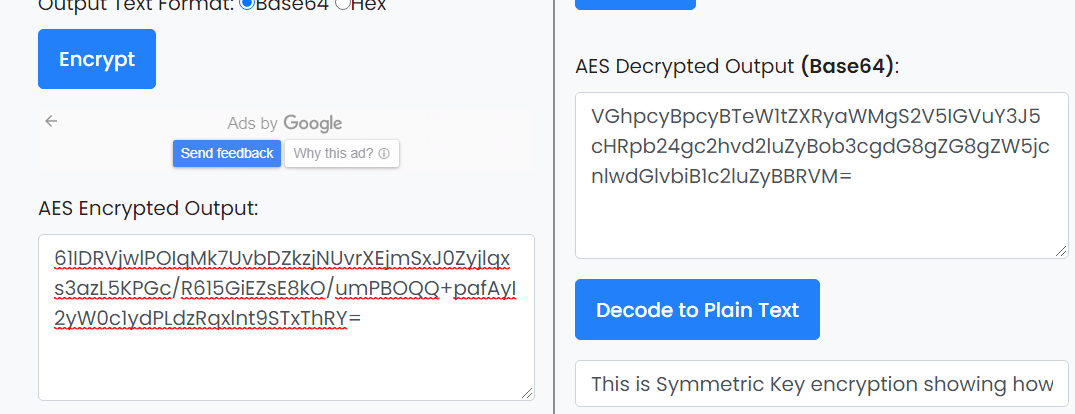 Output Text Format: Base64 Hex
Encrypt
Ads by Google
Send feedback
Why this ad?
AES Encrypted Output:
61IDRVjwlPOIqMk7UvbDZkzjNUvrXEjmSxJ0Zyjlqx
s3azL5KPGc/R615GiEZsE8kO/umPBOQQ+pafAyI
2yW0c1ydPLdzRqxlnt9STxThRY=
AES Decrypted Output (Base64):
VGhpcyBpcyBTeW1tZXRyaWMgS2V5IGVuY3J5
cHRpb24gc2hvd2luZyBob3cgdG8gZG8gZW5jc
nlwdGlvbiB1c2luZyBBRVM=
Decode to Plain Text
This is Symmetric Key encryption showing how